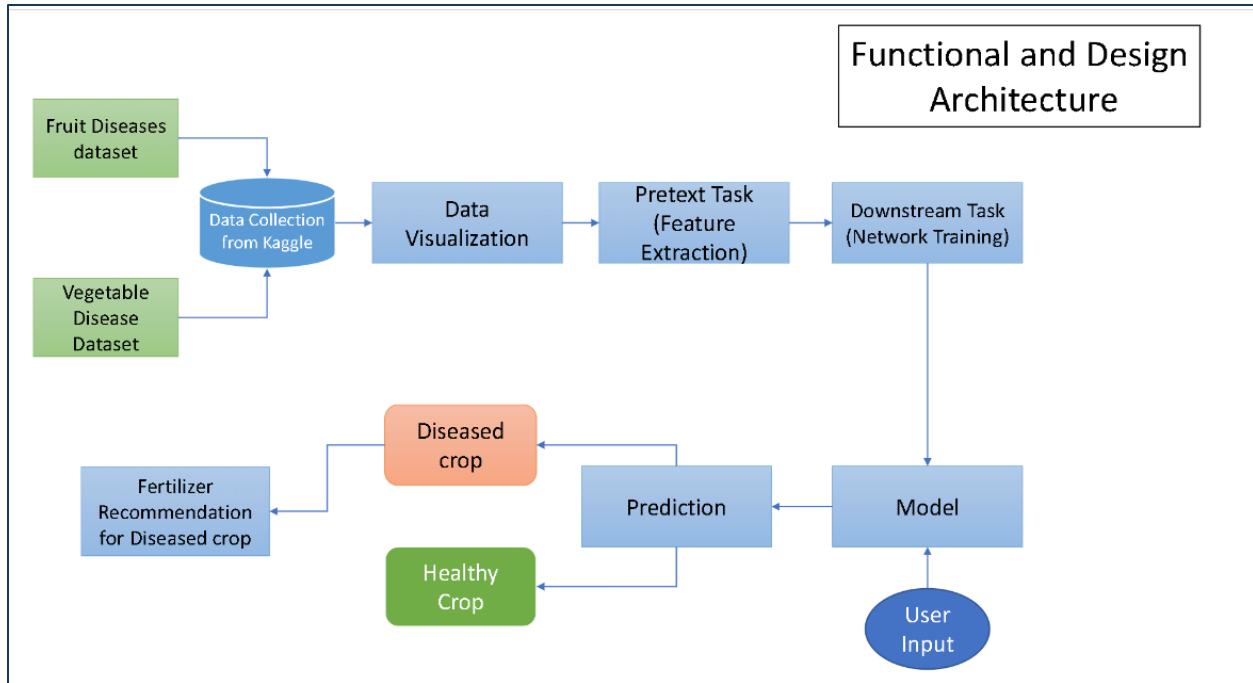 Functional and Design
Architecture
Fruit Diseases
dataset
Data Collection
from Kaggle
Vegetable
Disease
Dataset
Data
Visualization
Pretext Task
(Feature
Extraction)
Downstream Task
(Network Training)
Model
User
Input
Prediction
Diseased
crop
Healthy
Crop
Fertilizer
Recommendation
for Diseased crop